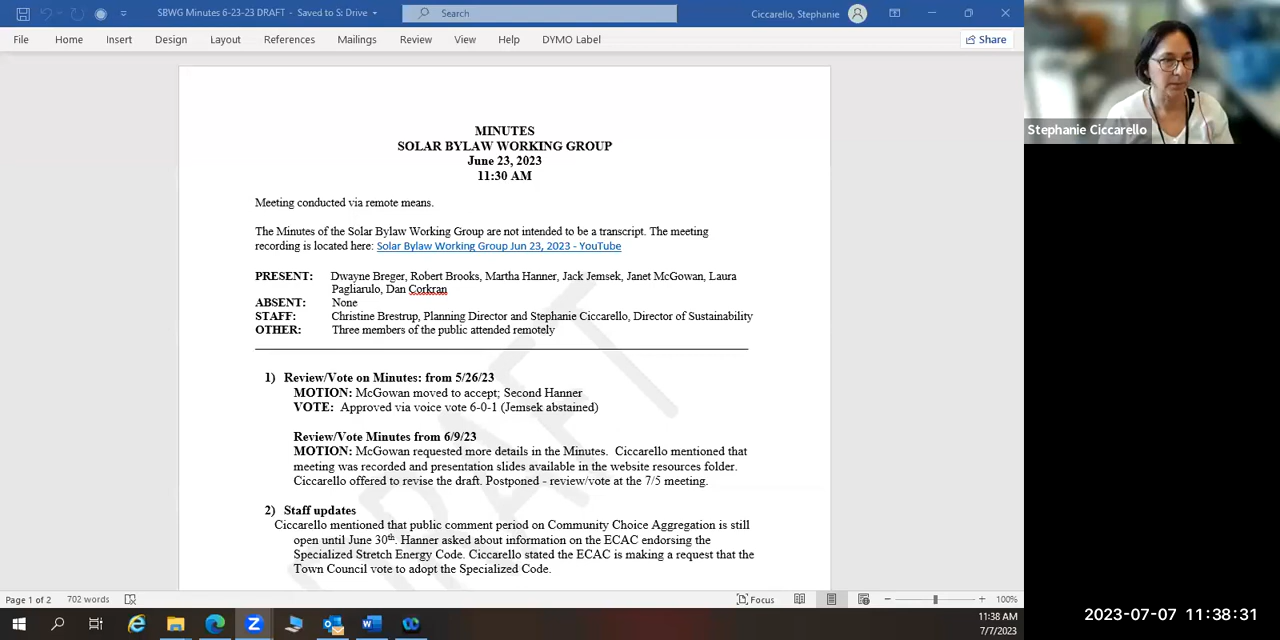 SBWG Minutes 6-23-23 DRAFT - Saved to S: Drive
Search
Ciccarello, Stephanie
File Home Insert Design Layout References Mailings Review View Help DYMO Label
Share
Stephanie Ciccarello
MINUTES
SOLAR BYLAW WORKING GROUP
June 23, 2023
11:30 AM
Meeting conducted via remote means.
The Minutes of the Solar Bylaw Working Group are not intended to be a transcript. The meeting
recording is located here: Solar Bylaw Working Group Jun 23, 2023 - YouTube
PRESENT: Dwayne Breger, Robert Brooks, Martha Hanner, Jack Jemsek, Janet McGowan, Laura
Pagliarulo, Dan Corkran
ABSENT: None
STAFF: Christine Brestrup, Planning Director and Stephanie Ciccarello, Director of Sustainability
OTHER: Three members of the public attended remotely
1) Review/Vote on Minutes: from 5/26/23
MOTION: McGowan moved to accept; Second Hanner
VOTE: Approved via voice vote 6-0-1 (Jemsek abstained)
Review/Vote Minutes from 6/9/23
MOTION: McGowan requested more details in the Minutes. Ciccarello mentioned that
meeting was recorded and presentation slides available in the website resources folder.
Ciccarello offered to revise the draft. Postponed - review/vote at the 7/5 meeting.
2) Staff updates
Ciccarello mentioned that public comment period on Community Choice Aggregation is still
open until June 30th. Hanner asked about information on the ECAC endorsing the
Specialized Stretch Energy Code. Ciccarello stated the ECAC is making a request that the
Town Council vote to adopt the Specialized Code.
DRAFT
Page 1 of 2 702 words
Focus
100%
11:38 AM
7/7/2023
2023-07-07 11:38:31